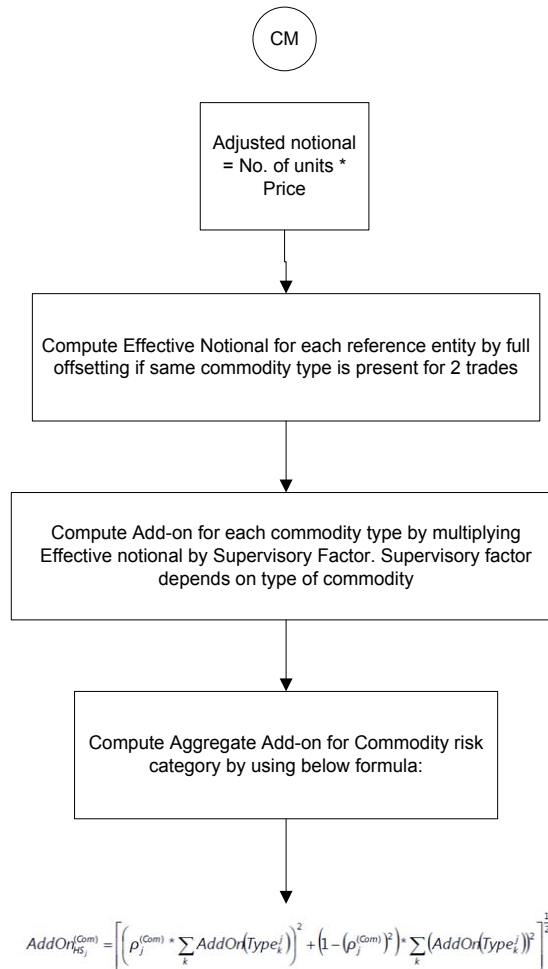 CM
Adjusted notional
= No. of units *
Price
Compute Effective Notional for each reference entity by full
offsetting if same commodity type is present for 2 trades
Compute Add-on for each commodity type by multiplying
Effective notional by Supervisory Factor. Supervisory factor
depends on type of commodity
Compute Aggregate Add-on for Commodity risk
category by using below formula:
AddOn_{HS_j}^{(Com)} = [(ρ_j^{(Com)} * ∑_k AddOn(Type_k^j))^2 + (1-(ρ_j^{(Com)})^2) * ∑_k (AddOn(Type_k^j))^2]^{1/2}